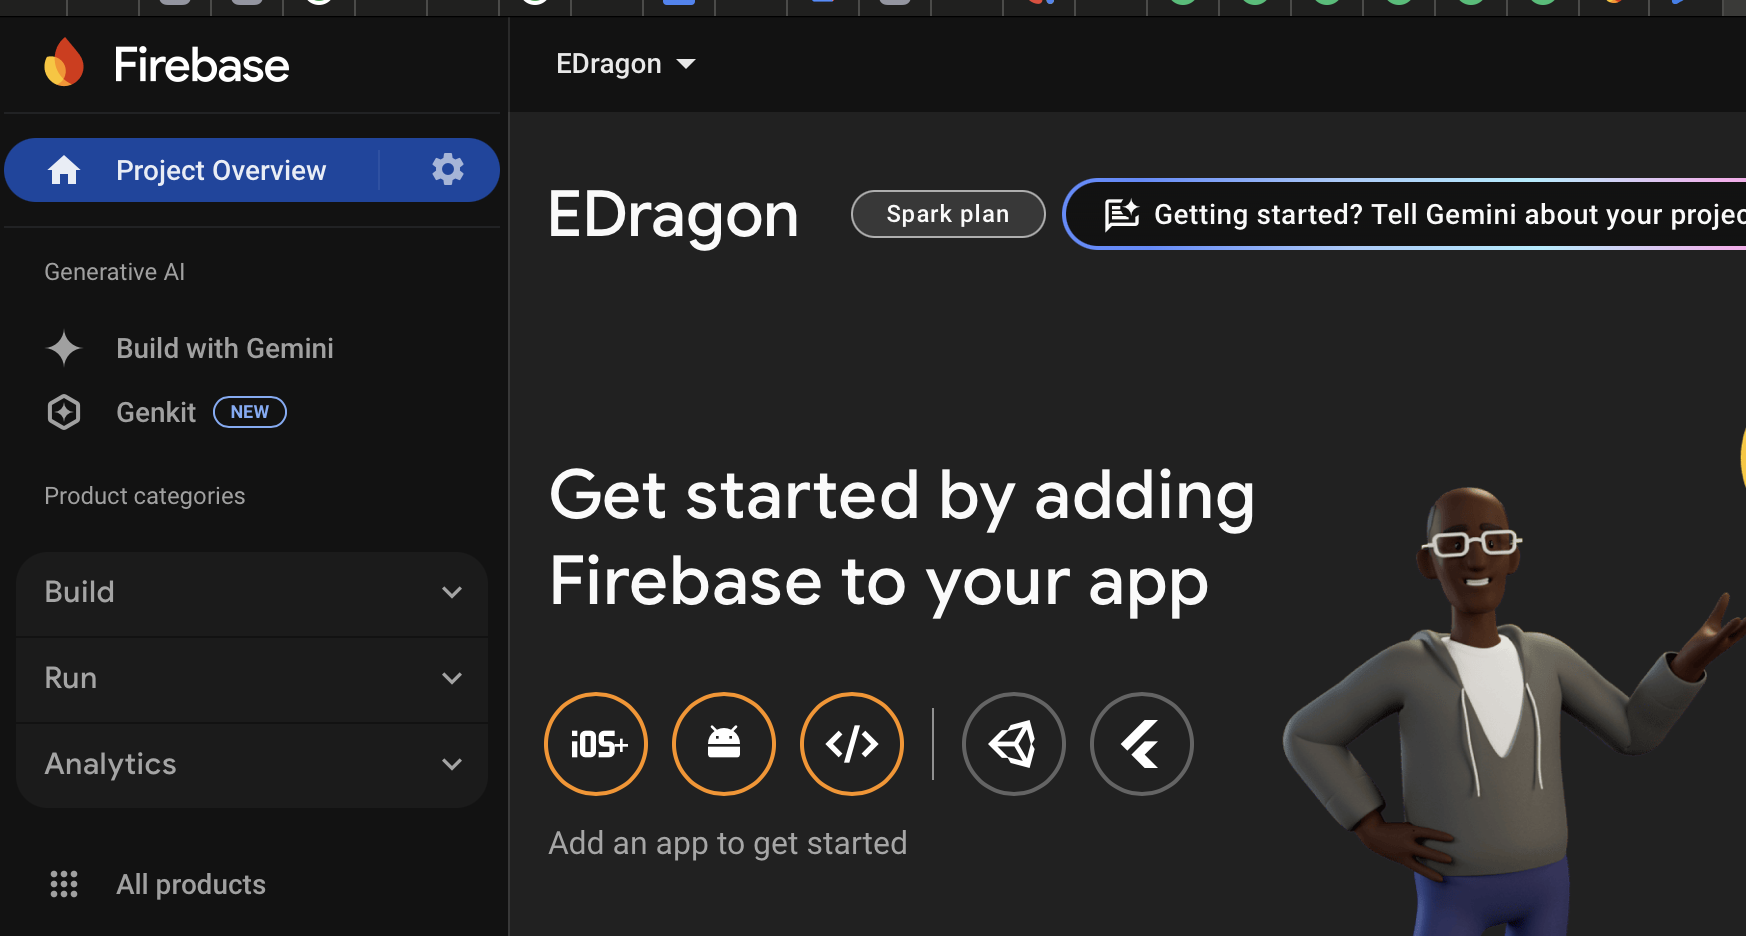 Firebase
EDragon
Project Overview
EDragon
Spark plan
Getting started? Tell Gemini about your projec
Generative AI
Build with Gemini
Genkit
NEW
Product categories
Build
Run
Analytics
All products
Get started by adding
Firebase to your app
iOS+
Add an app to get started